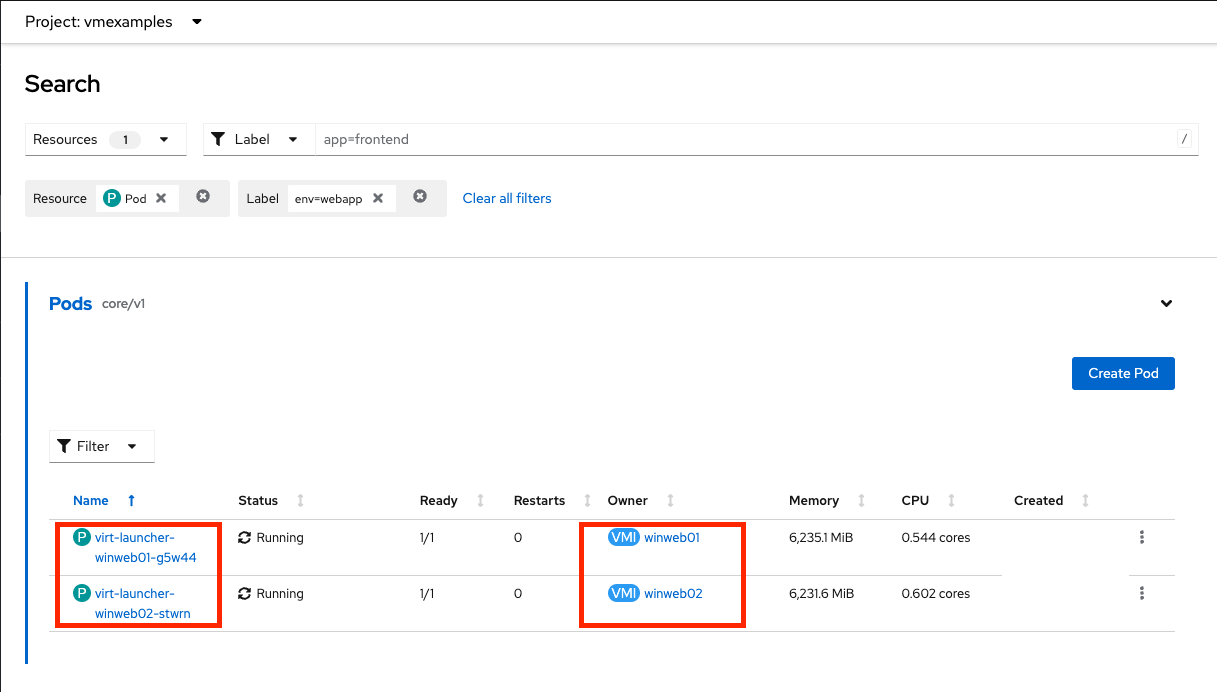 Project: vmexamples
Search
Resources 1 Label app=frontend /
Resource P Pod Label env=webapp Clear all filters
Pods core/v1
Create Pod
Filter
Name Status Ready Restarts Owner Memory CPU Created
P virt-launcher- Running 1/1 0 VMI winweb01 6,235.1 MiB 0.544 cores
winweb01-g5w44
P virt-launcher- Running 1/1 0 VMI winweb02 6,231.6 MiB 0.602 cores
winweb02-stwrn